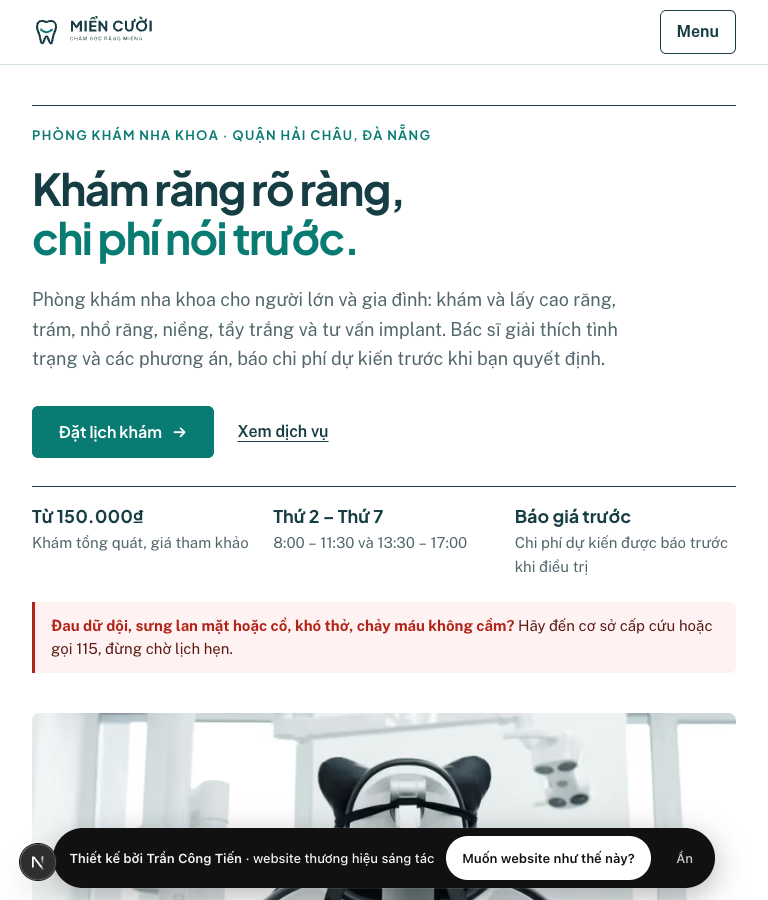 MIỀN CƯỜI
CHĂM SÓC RĂNG MIỆNG
Menu
PHÒNG KHÁM NHA KHOA · QUẬN HẢI CHÂU, ĐÀ NẴNG
Khám răng rõ ràng,
chi phí nói trước.
Phòng khám nha khoa cho người lớn và gia đình: khám và lấy cao răng,
trám, nhổ răng, niềng, tẩy trắng và tư vấn implant. Bác sĩ giải thích tình
trạng và các phương án, báo chi phí dự kiến trước khi bạn quyết định.
Đặt lịch khám →
Xem dịch vụ
Từ 150.000₫
Khám tổng quát, giá tham khảo
Thứ 2 – Thứ 7
8:00 – 11:30 và 13:30 – 17:00
Báo giá trước
Chi phí dự kiến được báo trước
khi điều trị
Đau dữ dội, sưng lan mặt hoặc cổ, khó thở, chảy máu không cầm? Hãy đến cơ sở cấp cứu hoặc
gọi 115, đừng chờ lịch hẹn.
N
Thiết kế bởi Trần Công Tiến · website thương hiệu sáng tác
Muốn website như thế này?
Ẩn